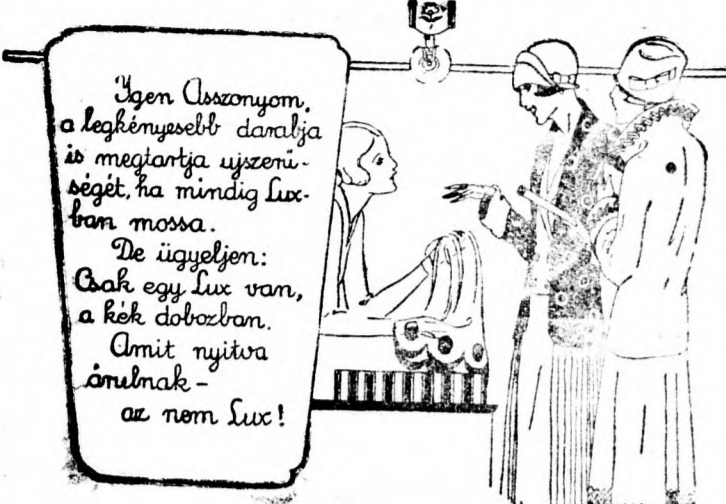 Igen Asszonyom,
a legkényesebb darabja
is megtartja ujszerü-
ségét, ha mindig Lux-
ban mossa.
De ügyeljen:
Csak egy Lux van,
a kék dobozban.
Amit nyitva
árulnak -
az nem Lux!